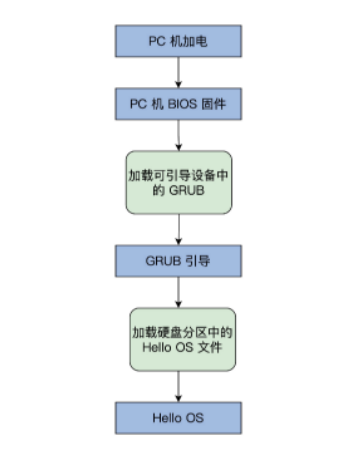 PC 机加电
PC 机 BIOS 固件
加载可引导设备中
的 GRUB
GRUB 引导
加载硬盘分区中的
Hello OS 文件
Hello OS